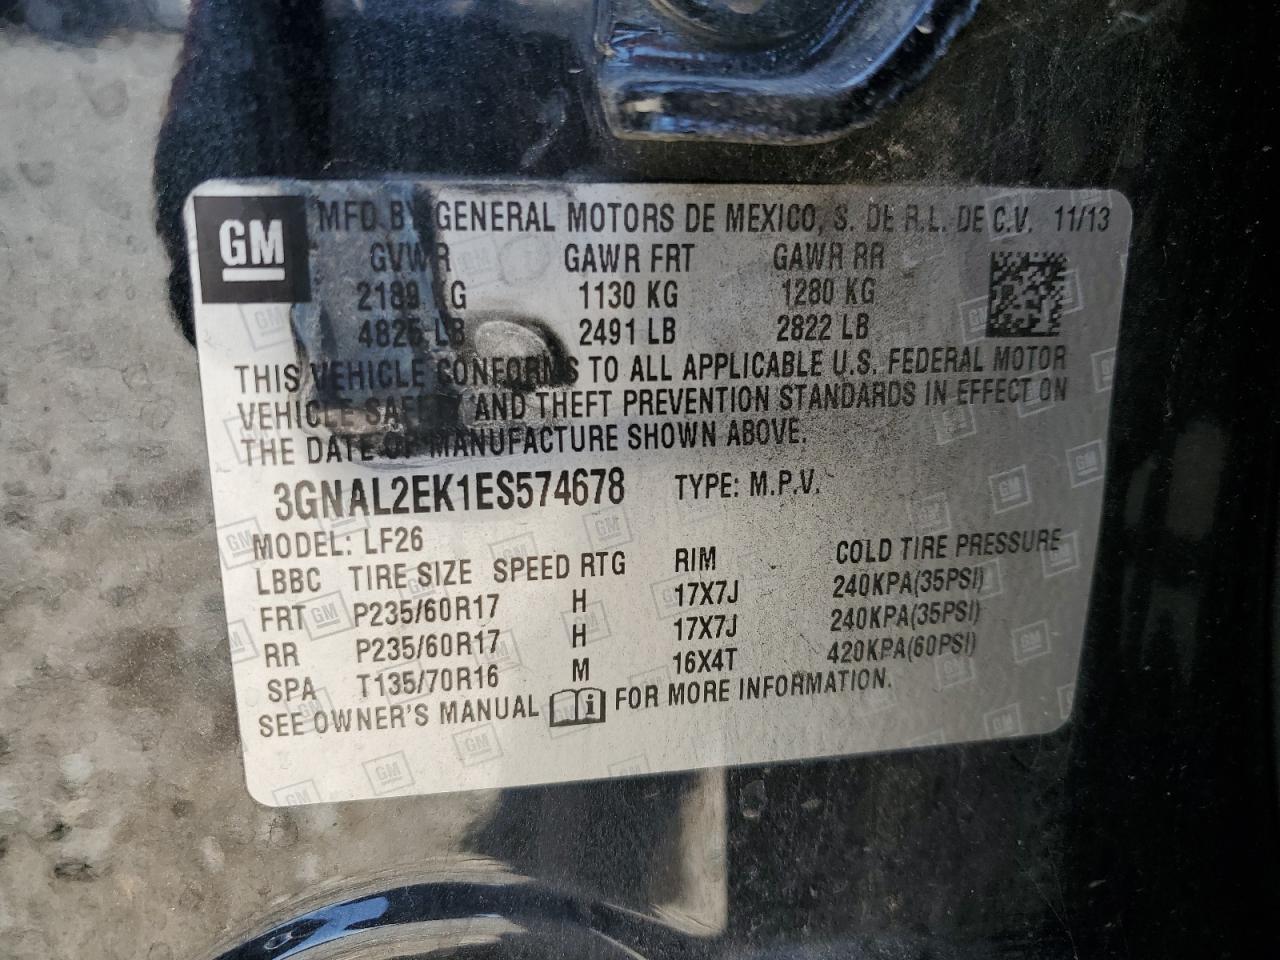 GM MFD BY GENERAL MOTORS DE MEXICO, S. DE R.L. DE C.V. 11/13
GVWR GAWR FRT GAWR RR
2189 KG 1130 KG 1280 KG
4825 LB 2491 LB 2822 LB
THIS VEHICLE CONFORMS TO ALL APPLICABLE U.S. FEDERAL MOTOR
VEHICLE SAFETY AND THEFT PREVENTION STANDARDS IN EFFECT ON
THE DATE OF MANUFACTURE SHOWN ABOVE.
3GNAL2EK1ES574678 TYPE: M.P.V.
MODEL: LF26
LBBC TIRE SIZE SPEED RTG RIM COLD TIRE PRESSURE
FRT P235/60R17 H 17X7J 240KPA(35PSI)
RR P235/60R17 H 17X7J 240KPA(35PSI)
SPA T135/70R16 M 16X4T 420KPA(60PSI)
SEE OWNER'S MANUAL i FOR MORE INFORMATION.